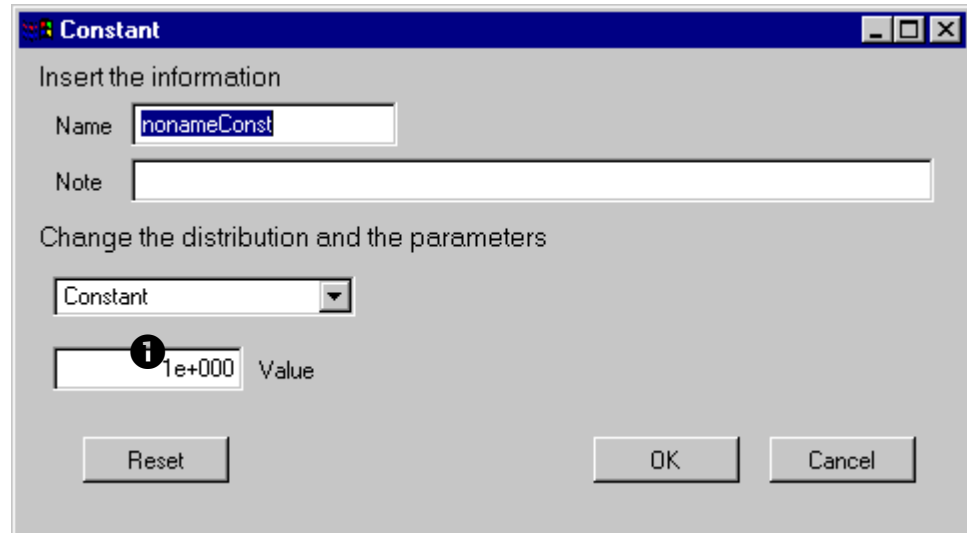 Constant
Insert the information
Name nonameConst
Note
Change the distribution and the parameters
Constant
❶
1e+000 Value
Reset OK Cancel